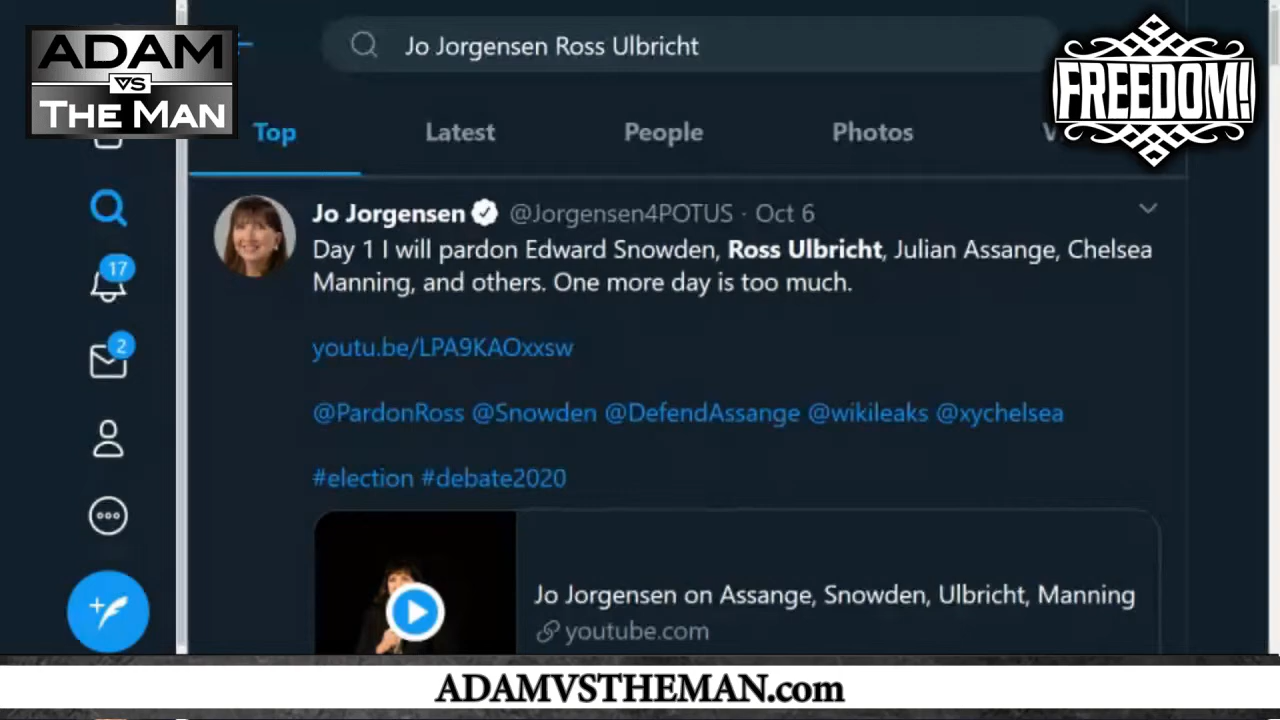 ADAM
VS
THE MAN
Jo Jorgensen Ross Ulbricht
FREEDOM!
Top
Latest
People
Photos
V
Jo Jorgensen @Jorgensen4POTUS · Oct 6
Day 1 I will pardon Edward Snowden, Ross Ulbricht, Julian Assange, Chelsea
Manning, and others. One more day is too much.
17
youtu.be/LPA9KAOxxsw
2
@PardonRoss @Snowden @DefendAssange @wikileaks @xychelsea
#election #debate2020
Jo Jorgensen on Assange, Snowden, Ulbricht, Manning
youtube.com
ADAMVSTHEMAN.com